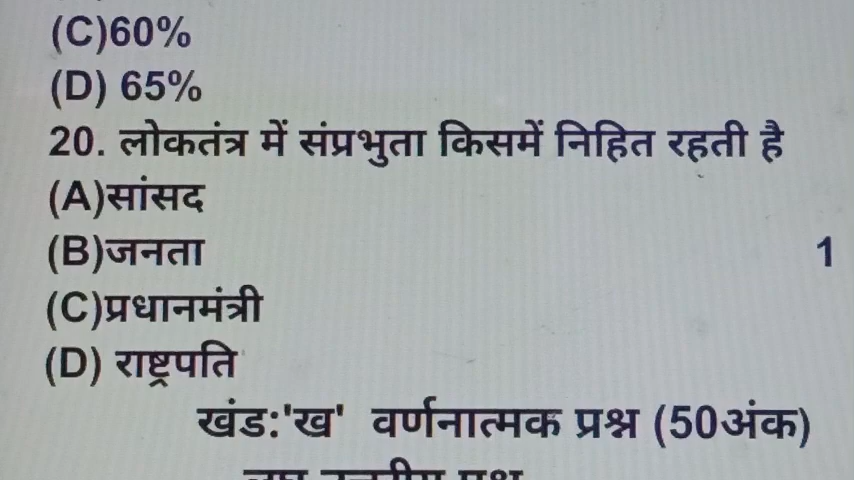 (C)60%
(D) 65%
20. लोकतंत्र में संप्रभुता किसमें निहित रहती है
(A)सांसद
(B)जनता 1
(C)प्रधानमंत्री
(D) राष्ट्रपति
खंड:'ख' वर्णनात्मक प्रश्न (50अंक)